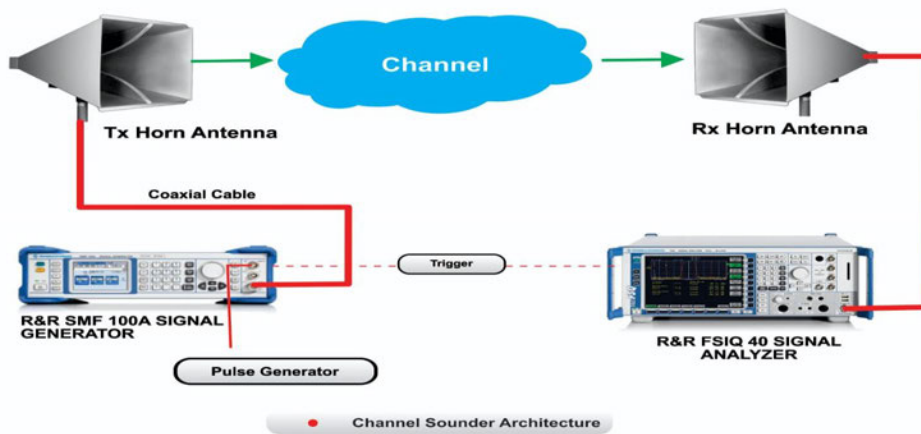 Channel
Tx Horn Antenna
Rx Horn Antenna
Coaxial Cable
Trigger
R&R SMF 100A SIGNAL
GENERATOR
R&R FSIQ 40 SIGNAL
ANALYZER
Pulse Generator
Channel Sounder Architecture